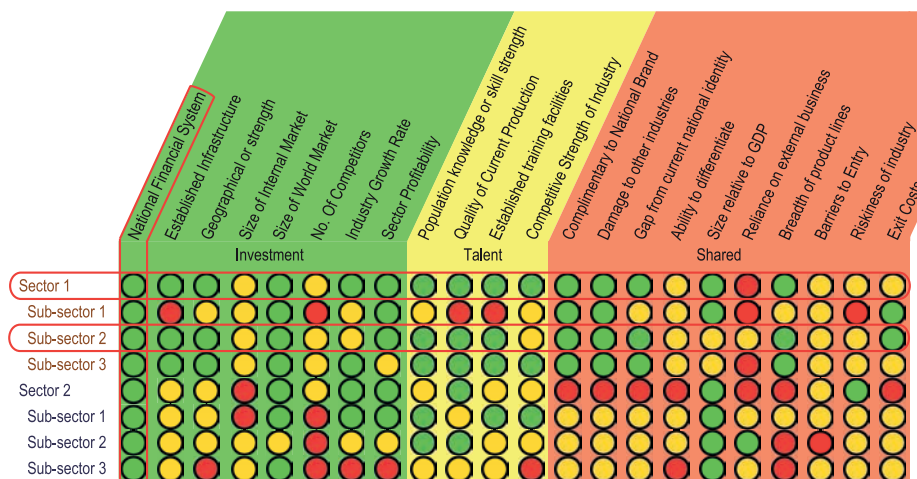 National Financial System
Established Infrastructure
Geographical or strength
Size of Internal Market
Size of World Market
No. Of Competitors
Industry Growth Rate
Sector Profitability
Population knowledge or skill strength
Quality of Current Production
Established training facilities
Competitive Strength of Industry
Complimentary to National Brand
Damage to other industries
Gap from current national identity
Ability to differentiate
Size relative to GDP
Reliance on external business
Breadth of product lines
Barriers to Entry
Riskiness of industry
Exit Costs
Investment
Talent
Shared
Sector 1
Sub-sector 1
Sub-sector 2
Sub-sector 3
Sector 2
Sub-sector 1
Sub-sector 2
Sub-sector 3